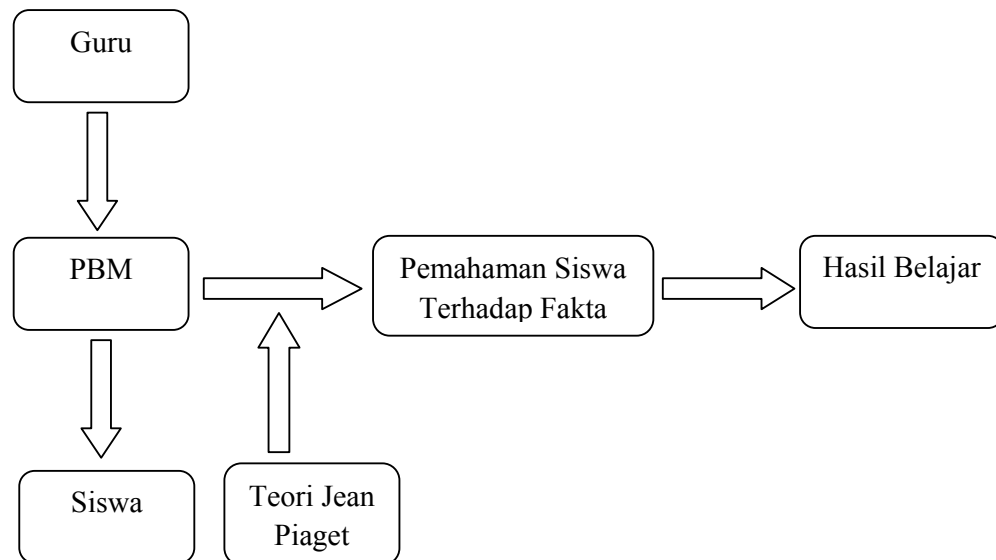 Guru
PBM
Pemahaman Siswa
Terhadap Fakta
Hasil Belajar
Siswa
Teori Jean
Piaget